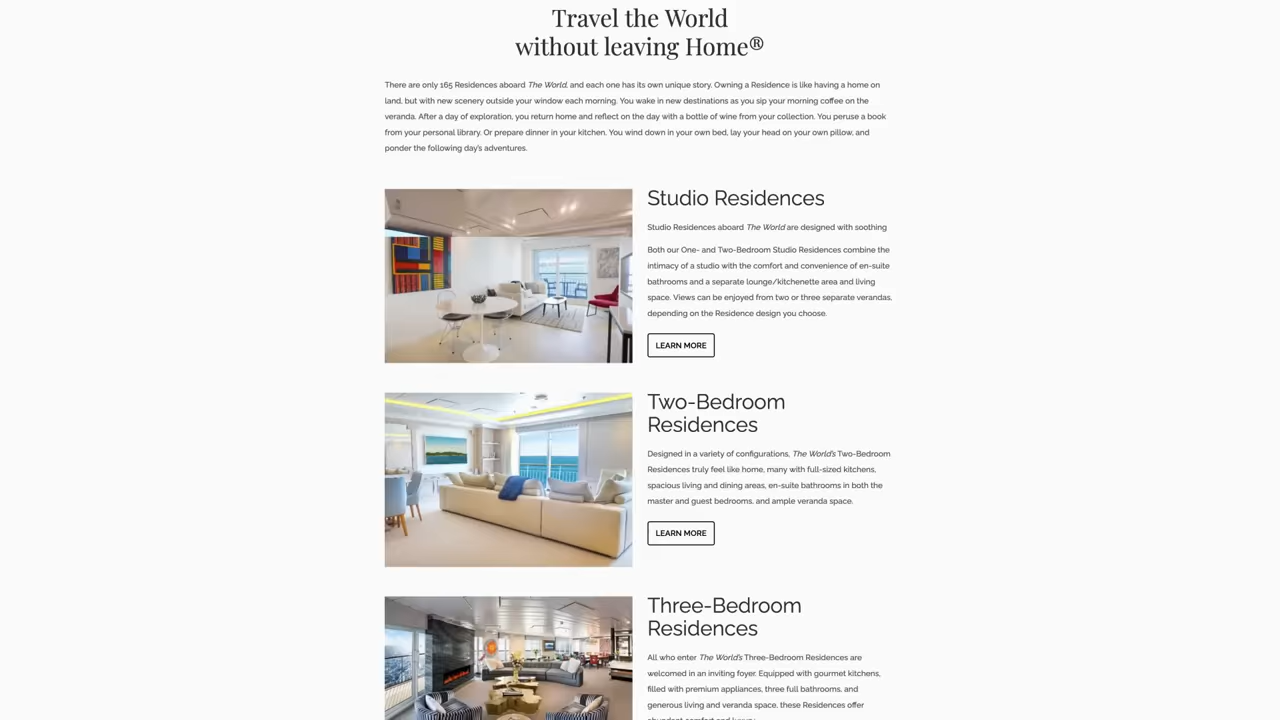 Travel the World
without leaving Home®
There are only 165 Residences aboard The World, and each one has its own unique story. Owning a Residence is like having a home on
land, but with new scenery outside your window each morning. You wake in new destinations as you sip your morning coffee on the
veranda. After a day of exploration, you return home and reflect on the day with a bottle of wine from your collection. You peruse a book
from your personal library. Or prepare dinner in your kitchen. You wind down in your own bed, lay your head on your own pillow, and
ponder the following day's adventures.
Studio Residences
Studio Residences aboard The World are designed with soothing
Both our One- and Two-Bedroom Studio Residences combine the
intimacy of a studio with the comfort and convenience of en-suite
bathrooms and a separate lounge/kitchenette area and living
space. Views can be enjoyed from two or three separate verandas,
depending on the Residence design you choose.
LEARN MORE
Two-Bedroom
Residences
Designed in a variety of configurations, The World's Two-Bedroom
Residences truly feel like home, many with full-sized kitchens,
spacious living and dining areas, en-suite bathrooms in both the
master and guest bedrooms, and ample veranda space.
LEARN MORE
Three-Bedroom
Residences
All who enter The World's Three-Bedroom Residences are
welcomed in an inviting foyer. Equipped with gourmet kitchens,
filled with premium appliances, three full bathrooms, and
generous living and veranda space, these Residences offer
abundant comfort and luxury.